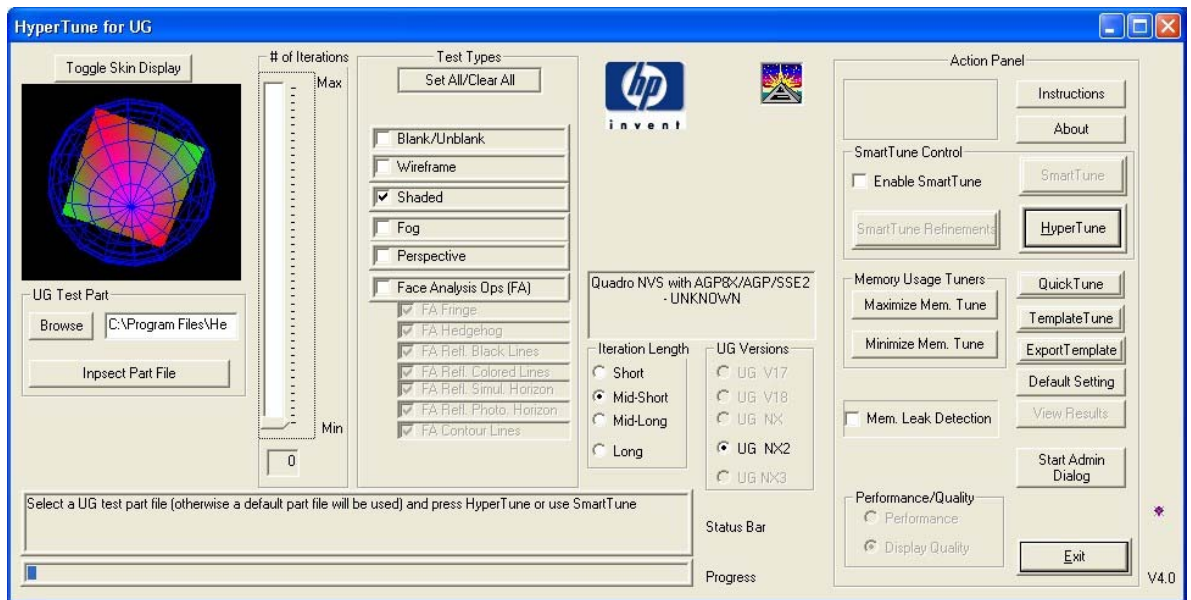 HyperTune for UG
Toggle Skin Display
# of Iterations
Max
Min
0
Test Types
Set All/Clear All
Blank/Unblank
Wireframe
Shaded
Fog
Perspective
Face Analysis Ops (FA)
FA Fringe
FA Hedgehog
FA Refl. Black Lines
FA Refl. Colored Lines
FA Refl. Simul. Horizon
FA Refl. Photo. Horizon
FA Contour Lines
UG Test Part
Browse
C:\Program Files\He
Inpsect Part File
hp
invent
Quadro NVS with AGP8X/AGP/SSE2
- UNKNOWN
Iteration Length
Short
Mid-Short
Mid-Long
Long
UG Versions
UG V17
UG V18
UG NX
UG NX2
UG NX3
Action Panel
Instructions
About
SmartTune Control
Enable SmartTune
SmartTune
SmartTune Refinements
HyperTune
Memory Usage Tuners
Maximize Mem. Tune
Minimize Mem. Tune
QuickTune
TemplateTune
ExportTemplate
Default Setting
View Results
Mem. Leak Detection
Start Admin
Dialog
Performance/Quality
Performance
Display Quality
Exit
Select a UG test part file (otherwise a default part file will be used) and press HyperTune or use SmartTune
Status Bar
Progress
V4.0